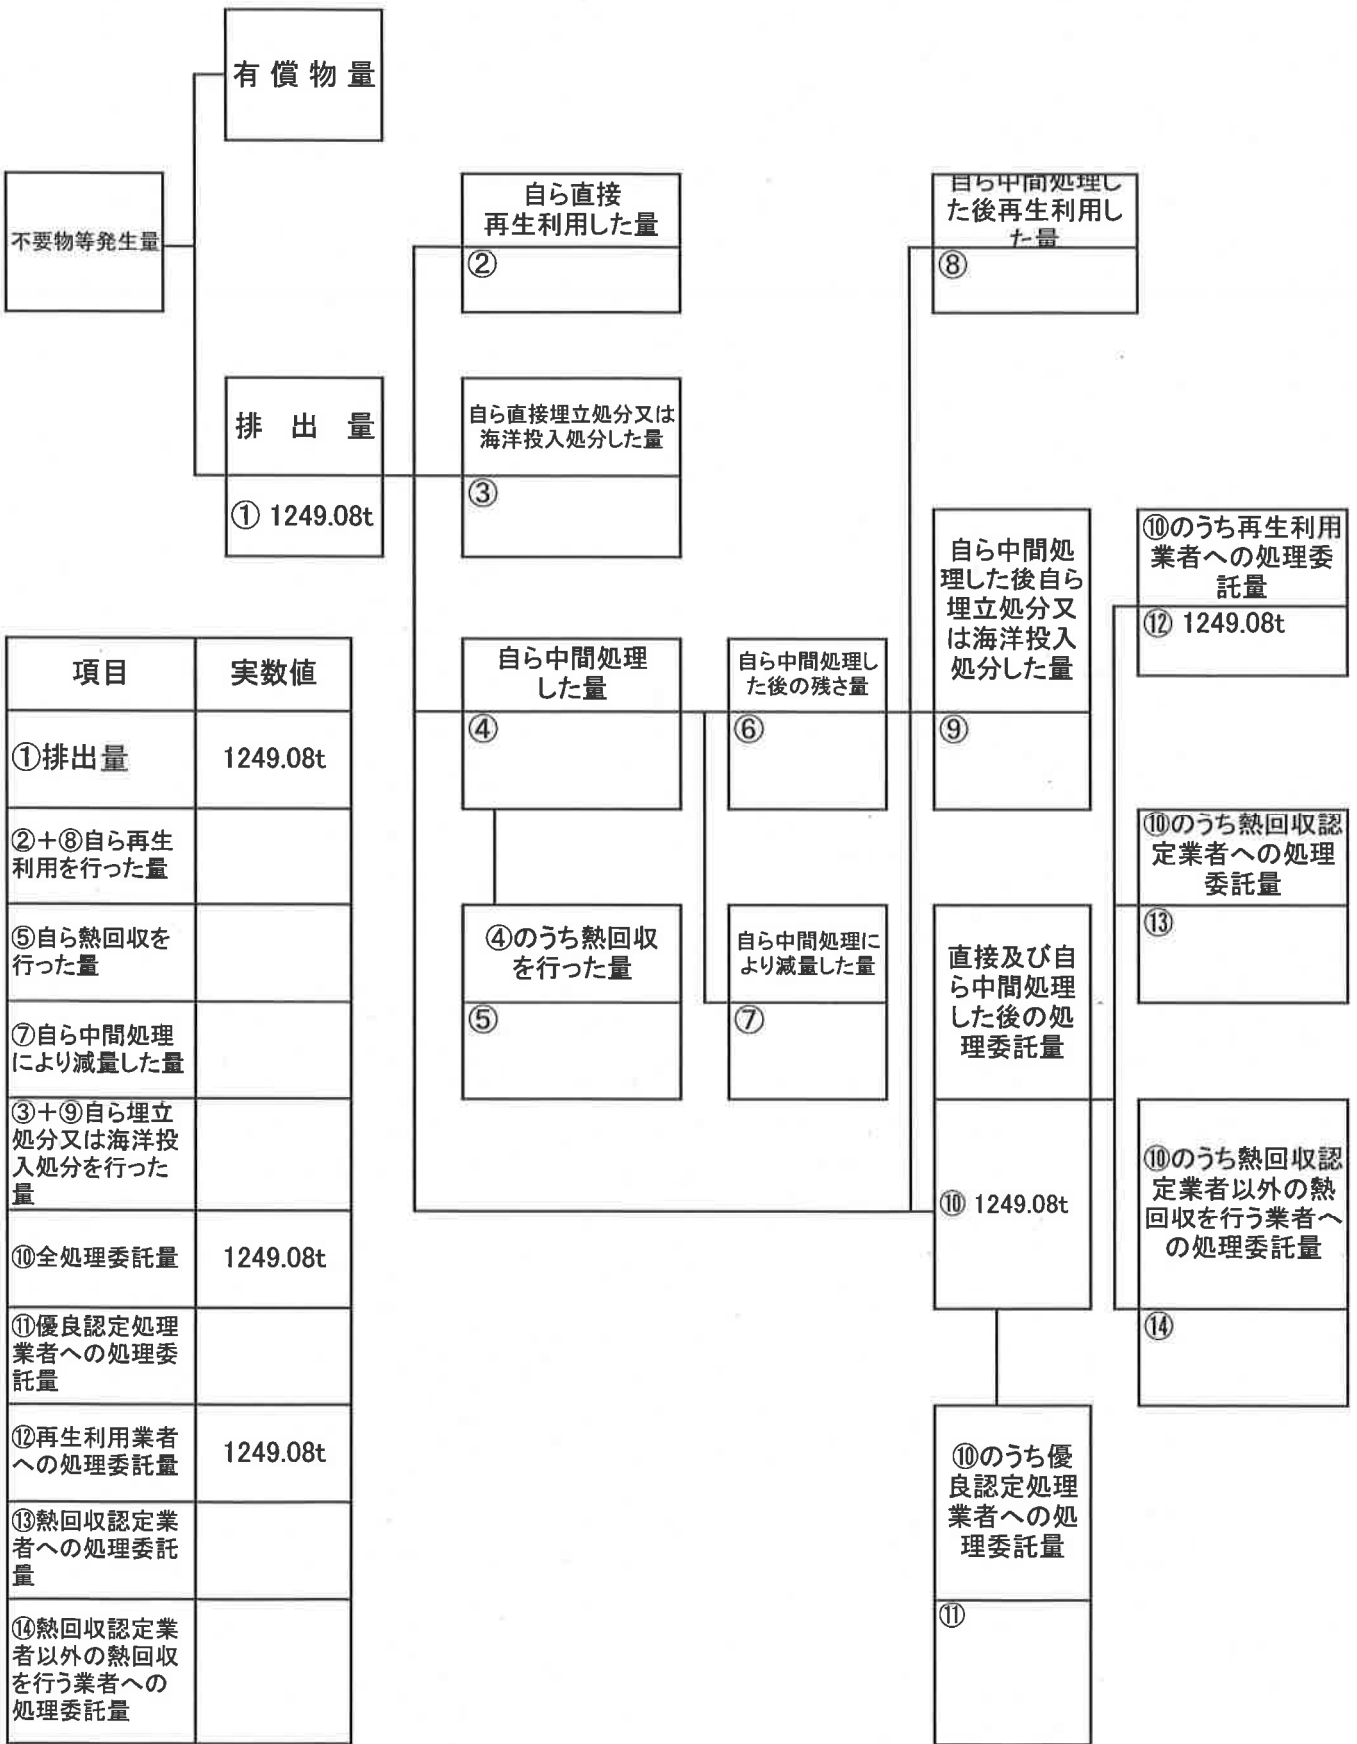 有償物量
不要物等発生量
自ら直接
再生利用した量
②
自ら中間処理し
た後再生利用し
た量
⑧
排出量
① 1249.08t
自ら直接埋立処分又は
海洋投入処分した量
③
自ら中間処理
した量
④
自ら中間処理し
た後の残さ量
⑥
自ら中間処
理した後自ら
埋立処分又
は海洋投入
処分した量
⑨
⑩のうち再生利用
業者への処理委
託量
⑫ 1249.08t
④のうち熱回収
を行った量
⑤
自ら中間処理に
より減量した量
⑦
直接及び自
ら中間処理
した後の処
理委託量
⑩ 1249.08t
⑩のうち熱回収認
定業者への処理
委託量
⑬
⑩のうち熱回収認
定業者以外の熱
回収を行う業者へ
の処理委託量
⑭
⑩のうち優
良認定処理
業者への処
理委託量
⑪
項目 実数値
①排出量 1249.08t
②＋⑧自ら再生
利用を行った量
⑤自ら熱回収を
行った量
⑦自ら中間処理
により減量した量
③＋⑨自ら埋立
処分又は海洋投
入処分を行った
量
⑩全処理委託量 1249.08t
⑪優良認定処理
業者への処理委
託量
⑫再生利用業者
への処理委託量 1249.08t
⑬熱回収認定業
者への処理委託
量
⑭熱回収認定業
者以外の熱回収
を行う業者への
処理委託量